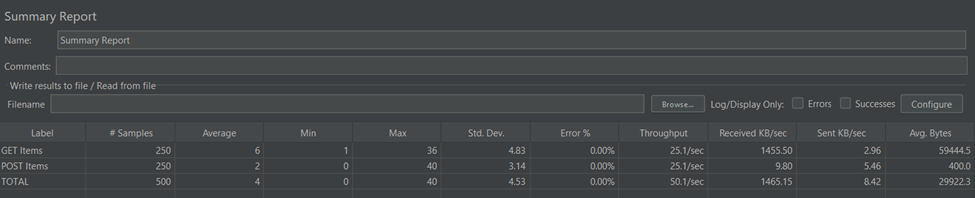 Summary Report
Name: Summary Report
Comments:
Write results to file / Read from file
Filename Browse... Log/Display Only: Errors Successes Configure
Label # Samples Average Min Max Std. Dev. Error % Throughput Received KB/sec Sent KB/sec Avg. Bytes
GET Items 250 6 1 36 4.83 0.00% 25.1/sec 1455.50 2.96 59444.5
POST Items 250 2 0 40 3.14 0.00% 25.1/sec 9.80 5.46 400.0
TOTAL 500 4 0 40 4.53 0.00% 50.1/sec 1465.15 8.42 29922.3